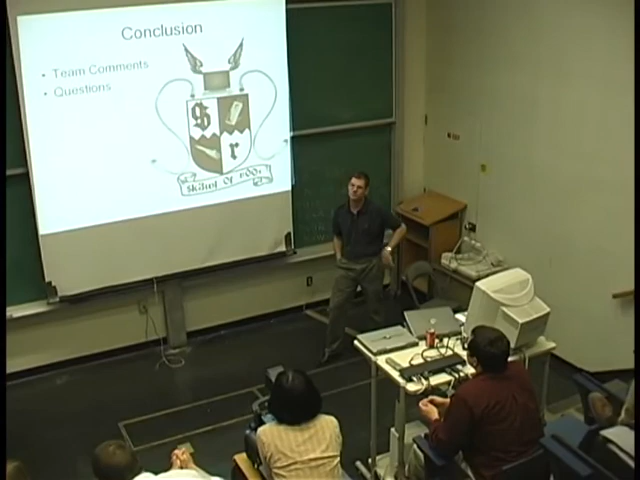 Conclusion
• Team Comments
• Questions